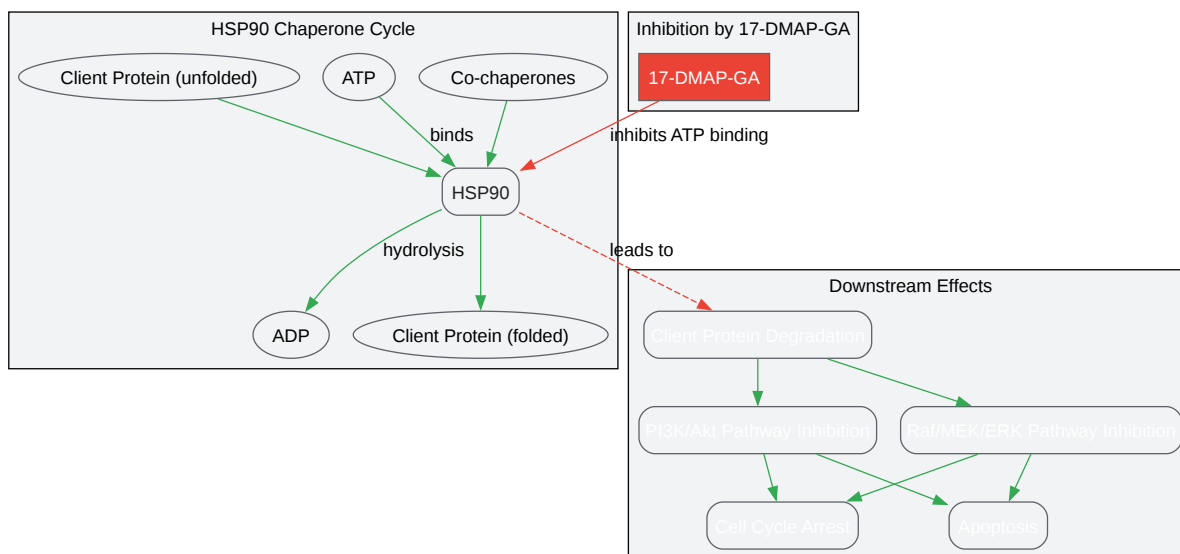 HSP90 Chaperone Cycle
Inhibition by 17-DMAP-GA
Client Protein (unfolded)
ATP
Co-chaperones
17-DMAP-GA
binds
inhibits ATP binding
HSP90
hydrolysis
leads to
Downstream Effects
ADP
Client Protein (folded)
Client Protein Degradation
PI3K/Akt Pathway Inhibition
Raf/MEK/ERK Pathway Inhibition
Cell Cycle Arrest
Apoptosis